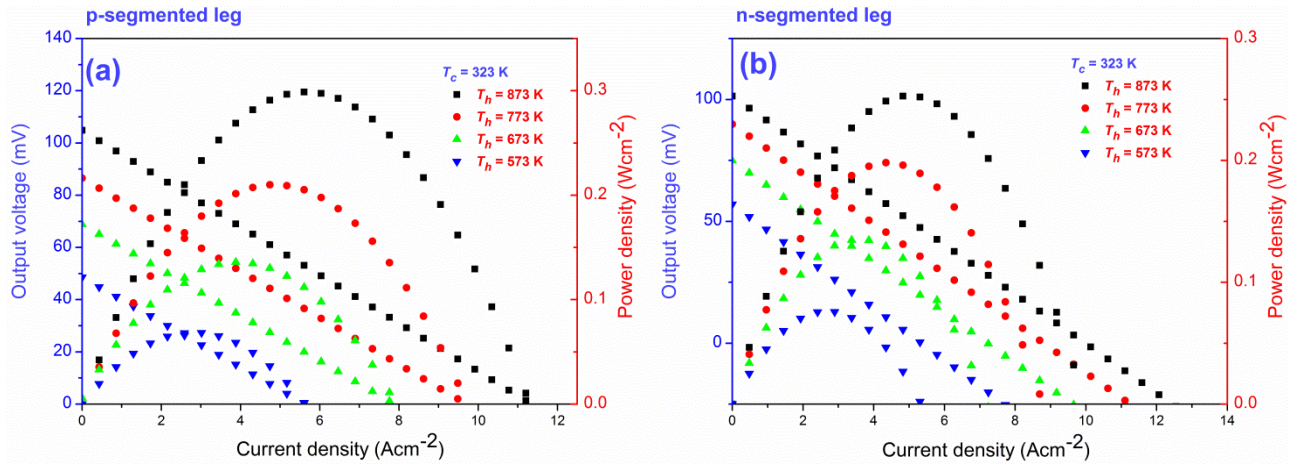 p-segmented leg
(a)
T_c = 323 K
T_h = 873 K
T_h = 773 K
T_h = 673 K
T_h = 573 K
Output voltage (mV)
140
120
100
80
60
40
20
0
Power density (Wcm⁻²)
0.3
0.2
0.1
0.0
0 2 4 6 8 10 12
Current density (Acm⁻²)
n-segmented leg
(b)
T_c = 323 K
T_h = 873 K
T_h = 773 K
T_h = 673 K
T_h = 573 K
Output voltage (mV)
100
50
0
Power density (Wcm⁻²)
0.3
0.2
0.1
0.0
0 2 4 6 8 10 12 14
Current density (Acm⁻²)